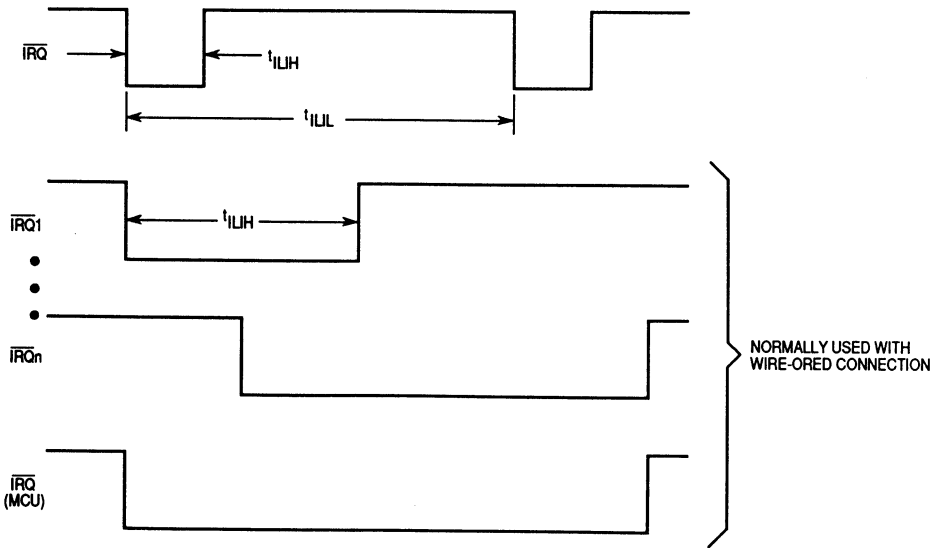 IRQ
tILIH
tILIL
IRQ1
tILIH
IRQn
NORMALLY USED WITH
WIRE-ORED CONNECTION
IRQ
(MCU)